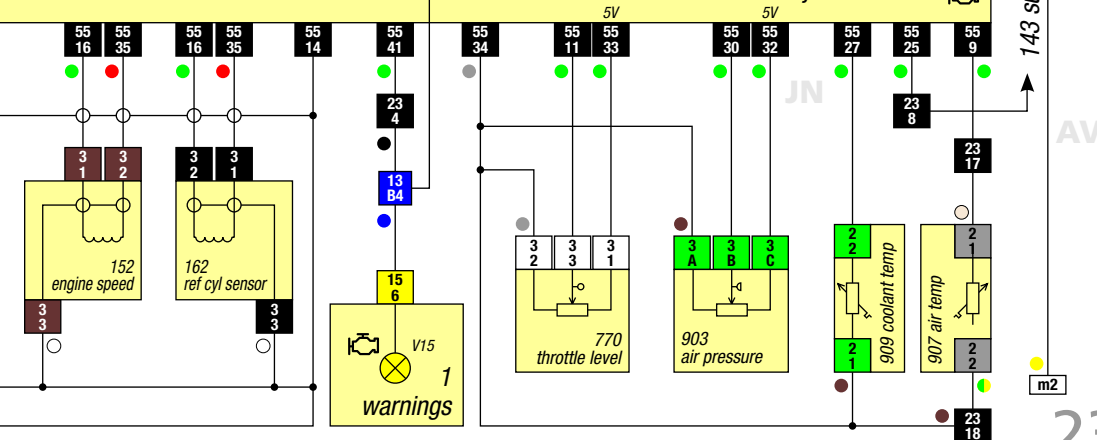 5V 5V
55 55 55 55 55 55 55 55 55 55 55 55 55 55
16 35 16 35 14 41 34 11 33 30 32 27 25 9
143 su
JN
23
4
23
8
AV
23
17
3 3 3 3
1 2 2 1
13
B4
2
2
2
1
3 3 3
2 3 1
3 3 3
A B C
152
engine speed
162
ref cyl sensor
15
6
909 coolant temp
907 air temp
3
3
3
3
V15
1
warnings
770
throttle level
903
air pressure
2
1
2
2
m2
23
18
23